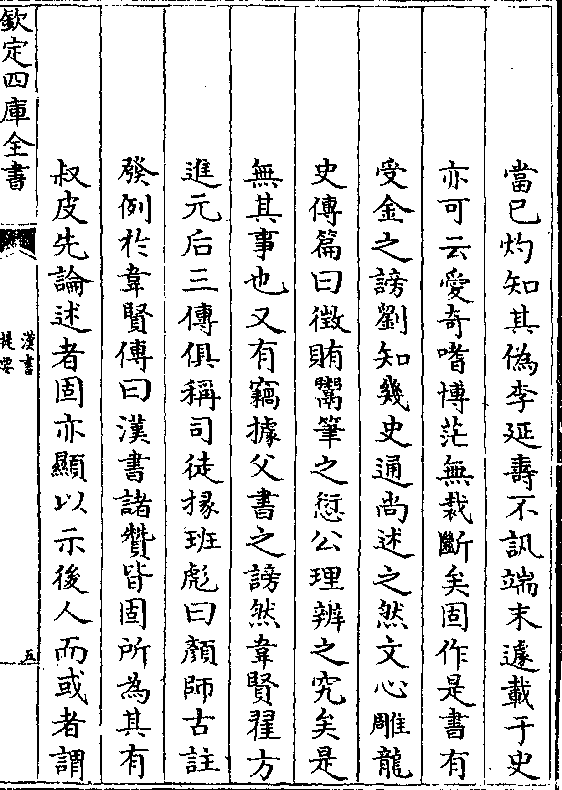 當已灼知其偽李延壽不訊端末遽載于史
亦可云愛奇嗜博茫無裁斷矣固作是書有
受金之謗劉知幾史通尚述之然文心雕龍
史傳篇曰徴賄鬻筆之愆公理辨之究矣是
無其事也又有竊據父書之謗然韋賢翟方
進元后三傳俱稱司徒掾班彪曰顏師古註
發例於韋賢傳曰漢書諸贊皆固所為其有
叔皮先論述者固亦顯以示後人而或者謂
欽定四庫全書
漢書
提要
五